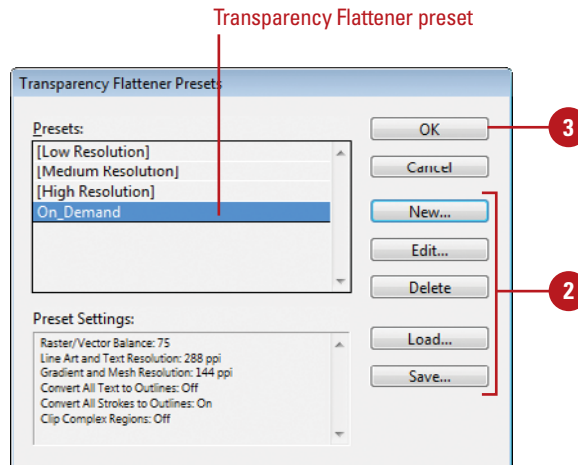 Transparency Flattener preset
Transparency Flattener Presets
Presets:
[Low Resolution]
[Medium Resolution]
[High Resolution]
On_Demand
OK
3
Cancel
New...
Edit...
Delete
2
Load...
Save...
Preset Settings:
Raster/Vector Balance: 75
Line Art and Text Resolution: 288 ppi
Gradient and Mesh Resolution: 144 ppi
Convert All Text to Outlines: Off
Convert All Strokes to Outlines: On
Clip Complex Regions: Off